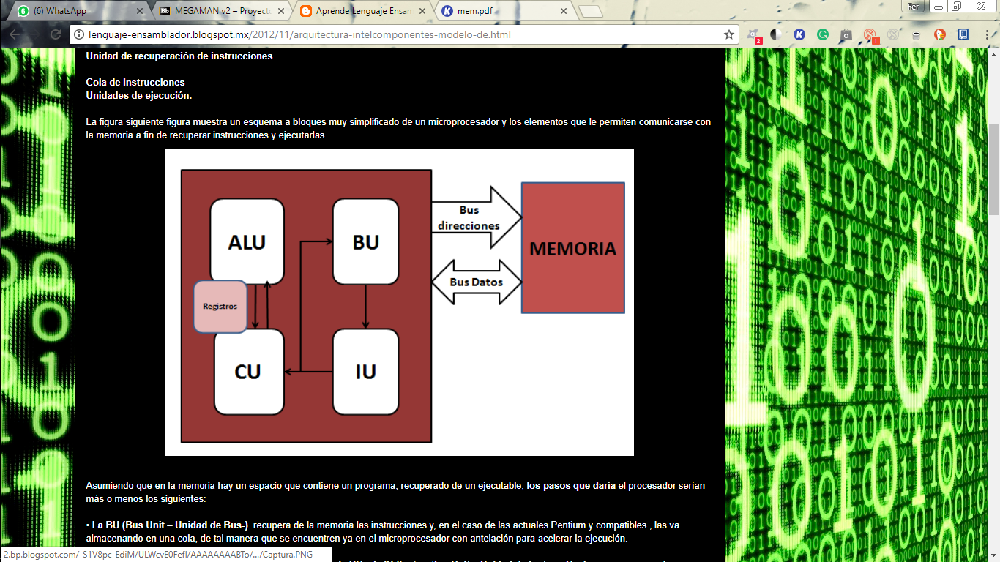 (6) WhatsApp
MEGAMAN v2 – Proyecto
Aprende Lenguaje Ensam
mem.pdf
Fer
lenguaje-ensamblador.blogspot.mx/2012/11/arquitectura-intelcomponentes-modelo-de.html
Unidad de recuperación de instrucciones
Cola de instrucciones
Unidades de ejecución.
La figura siguiente figura muestra un esquema a bloques muy simplificado de un microprocesador y los elementos que le permiten comunicarse con
la memoria a fin de recuperar instrucciones y ejecutarlas.
ALU
BU
Registros
CU
IU
Bus
direcciones
Bus Datos
MEMORIA
Asumiendo que en la memoria hay un espacio que contiene un programa, recuperado de un ejecutable, los pasos que daría el procesador serían
más o menos los siguientes:
• La BU (Bus Unit – Unidad de Bus-) recupera de la memoria las instrucciones y, en el caso de las actuales Pentium y compatibles., las va
almacenando en una cola, de tal manera que se encuentren ya en el microprocesador con antelación para acelerar la ejecución.
2.bp.blogspot.com/-S1V8pc-EdiM/ULWcvE0FefI/AAAAAAAABTo/.../Captura.PNG